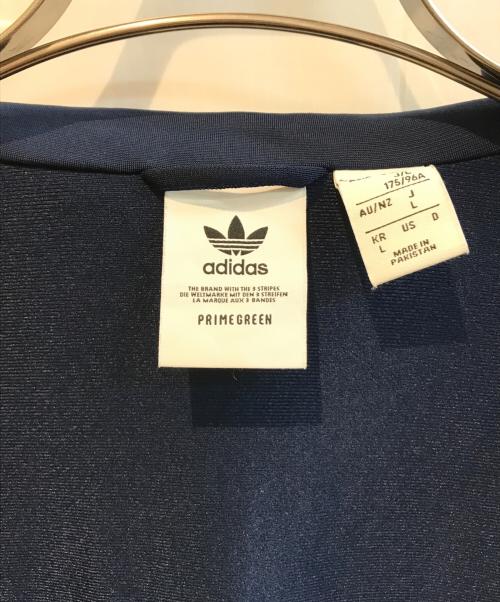 adidas
THE BRAND WITH THE 3 STRIPES
DIE WELTMARKE MIT DEN 3 STREIFEN
LA MARQUE AUX 3 BANDES
PRIMEGREEN
175/96A
AU/NZ J
L
KR US D
L
MADE IN
PAKISTAN